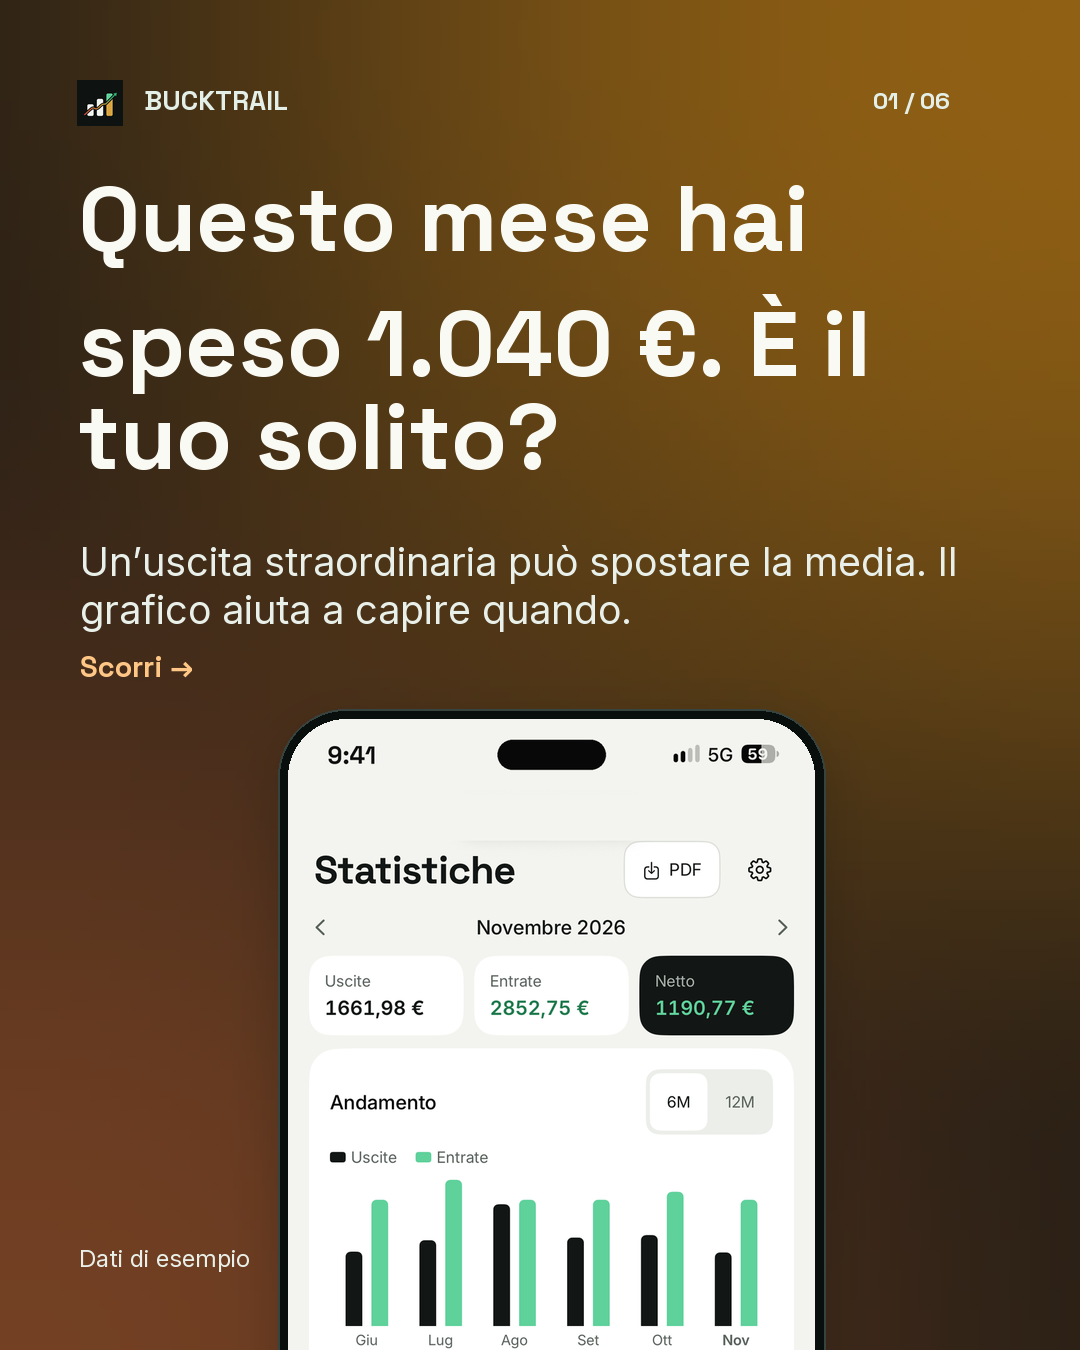 BUCKTRAIL
01 / 06
Questo mese hai
speso 1.040 €. È il
tuo solito?
Un’uscita straordinaria può spostare la media. Il
grafico aiuta a capire quando.
Scorri →
9:41
5G 59
Statistiche
PDF
Novembre 2026
Uscite
1661,98 €
Entrate
2852,75 €
Netto
1190,77 €
Andamento
6M 12M
Uscite Entrate
Giu Lug Ago Set Ott Nov
Dati di esempio